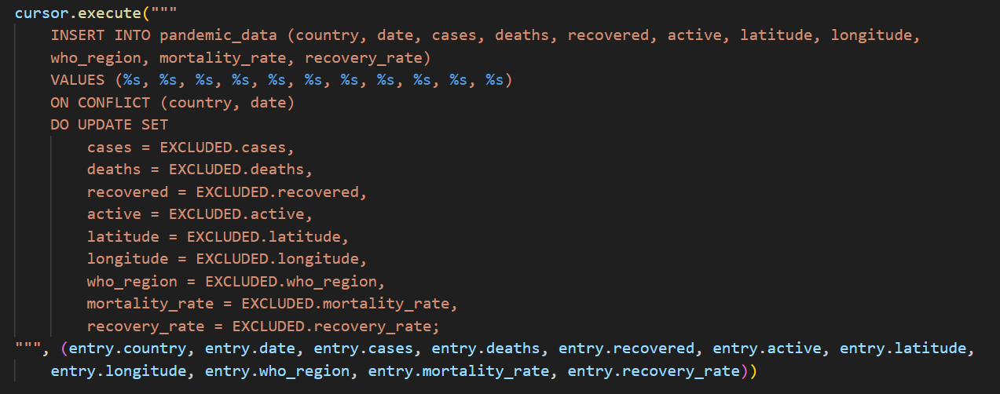 cursor.execute("""
    INSERT INTO pandemic_data (country, date, cases, deaths, recovered, active, latitude, longitude,
    who_region, mortality_rate, recovery_rate)
    VALUES (%s, %s, %s, %s, %s, %s, %s, %s, %s, %s, %s)
    ON CONFLICT (country, date)
    DO UPDATE SET
        cases = EXCLUDED.cases,
        deaths = EXCLUDED.deaths,
        recovered = EXCLUDED.recovered,
        active = EXCLUDED.active,
        latitude = EXCLUDED.latitude,
        longitude = EXCLUDED.longitude,
        who_region = EXCLUDED.who_region,
        mortality_rate = EXCLUDED.mortality_rate,
        recovery_rate = EXCLUDED.recovery_rate;
""", (entry.country, entry.date, entry.cases, entry.deaths, entry.recovered, entry.active, entry.latitude,
    entry.longitude, entry.who_region, entry.mortality_rate, entry.recovery_rate))